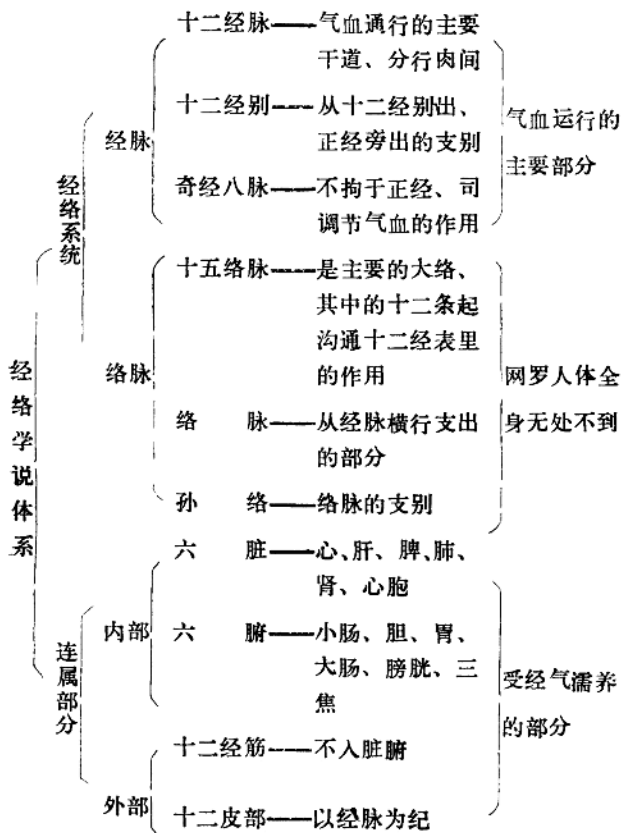 经络学说体系
经络系统
经脉
十二经脉——气血通行的主要
干道、分行肉间
十二经别——从十二经别出、
正经旁出的支别
奇经八脉——不拘于正经、司
调节气血的作用
气血运行的
主要部分
络脉
十五络脉——是主要的大络、
其中的十二条起
沟通十二经表里
的作用
络脉——从经脉横行支出
的部分
孙络——络脉的支别
网罗人体全
身无处不到
连属部分
内部
六脏——心、肝、脾、肺、
肾、心胞
六腑——小肠、胆、胃、
大肠、膀胱、三
焦
外部
十二经筋——不入脏腑
十二皮部——以经脉为纪
受经气濡养
的部分